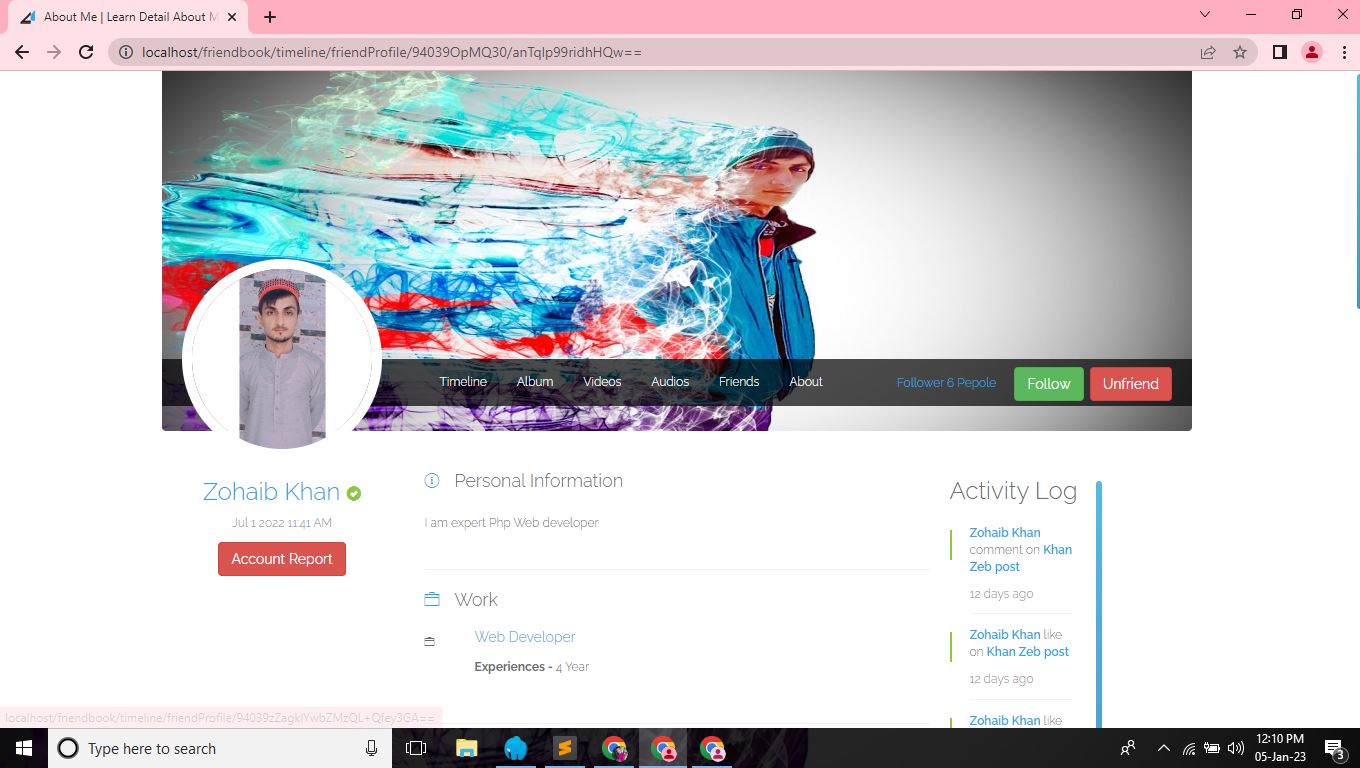 About Me | Learn Detail About M
localhost/friendbook/timeline/friendProfile/94039OpMQ30/anTqIp99ridhHQw==
Timeline Album Videos Audios Friends About Follower 6 Pepole Follow Unfriend
Zohaib Khan
Jul 1 2022 11:41 AM
Account Report
Personal Information
I am expert Php Web developer
Work
Web Developer
Experiences - 4 Year
Activity Log
Zohaib Khan
comment on Khan
Zeb post
12 days ago
Zohaib Khan like
on Khan Zeb post
12 days ago
Zohaib Khan like
localhost/friendbook/timeline/friendProfile/94039zZagkIYwbZMzQL+Qfey3GA==
Type here to search
12:10 PM
05-Jan-23
3